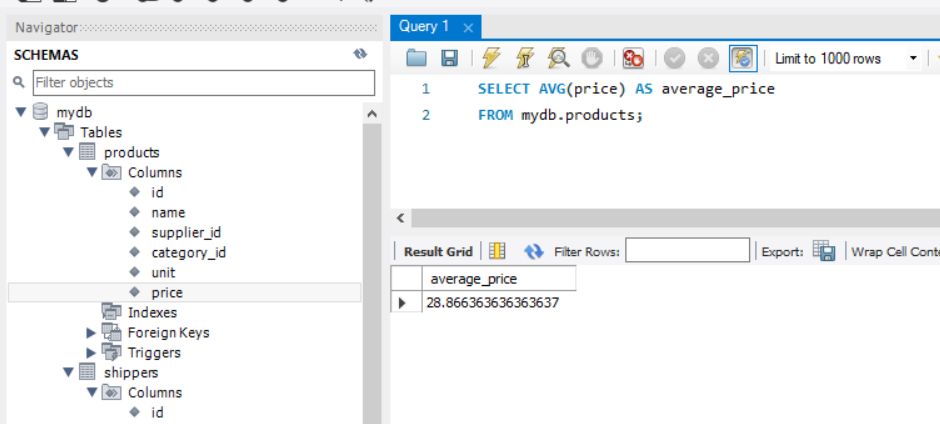 Navigator
SCHEMAS
Filter objects
mydb
Tables
products
Columns
id
name
supplier_id
category_id
unit
price
Indexes
Foreign Keys
Triggers
shippers
Columns
id
Query 1
Limit to 1000 rows
1 SELECT AVG(price) AS average_price
2 FROM mydb.products;
Result Grid Filter Rows: Export: Wrap Cell Conte
average_price
28.866363636363637